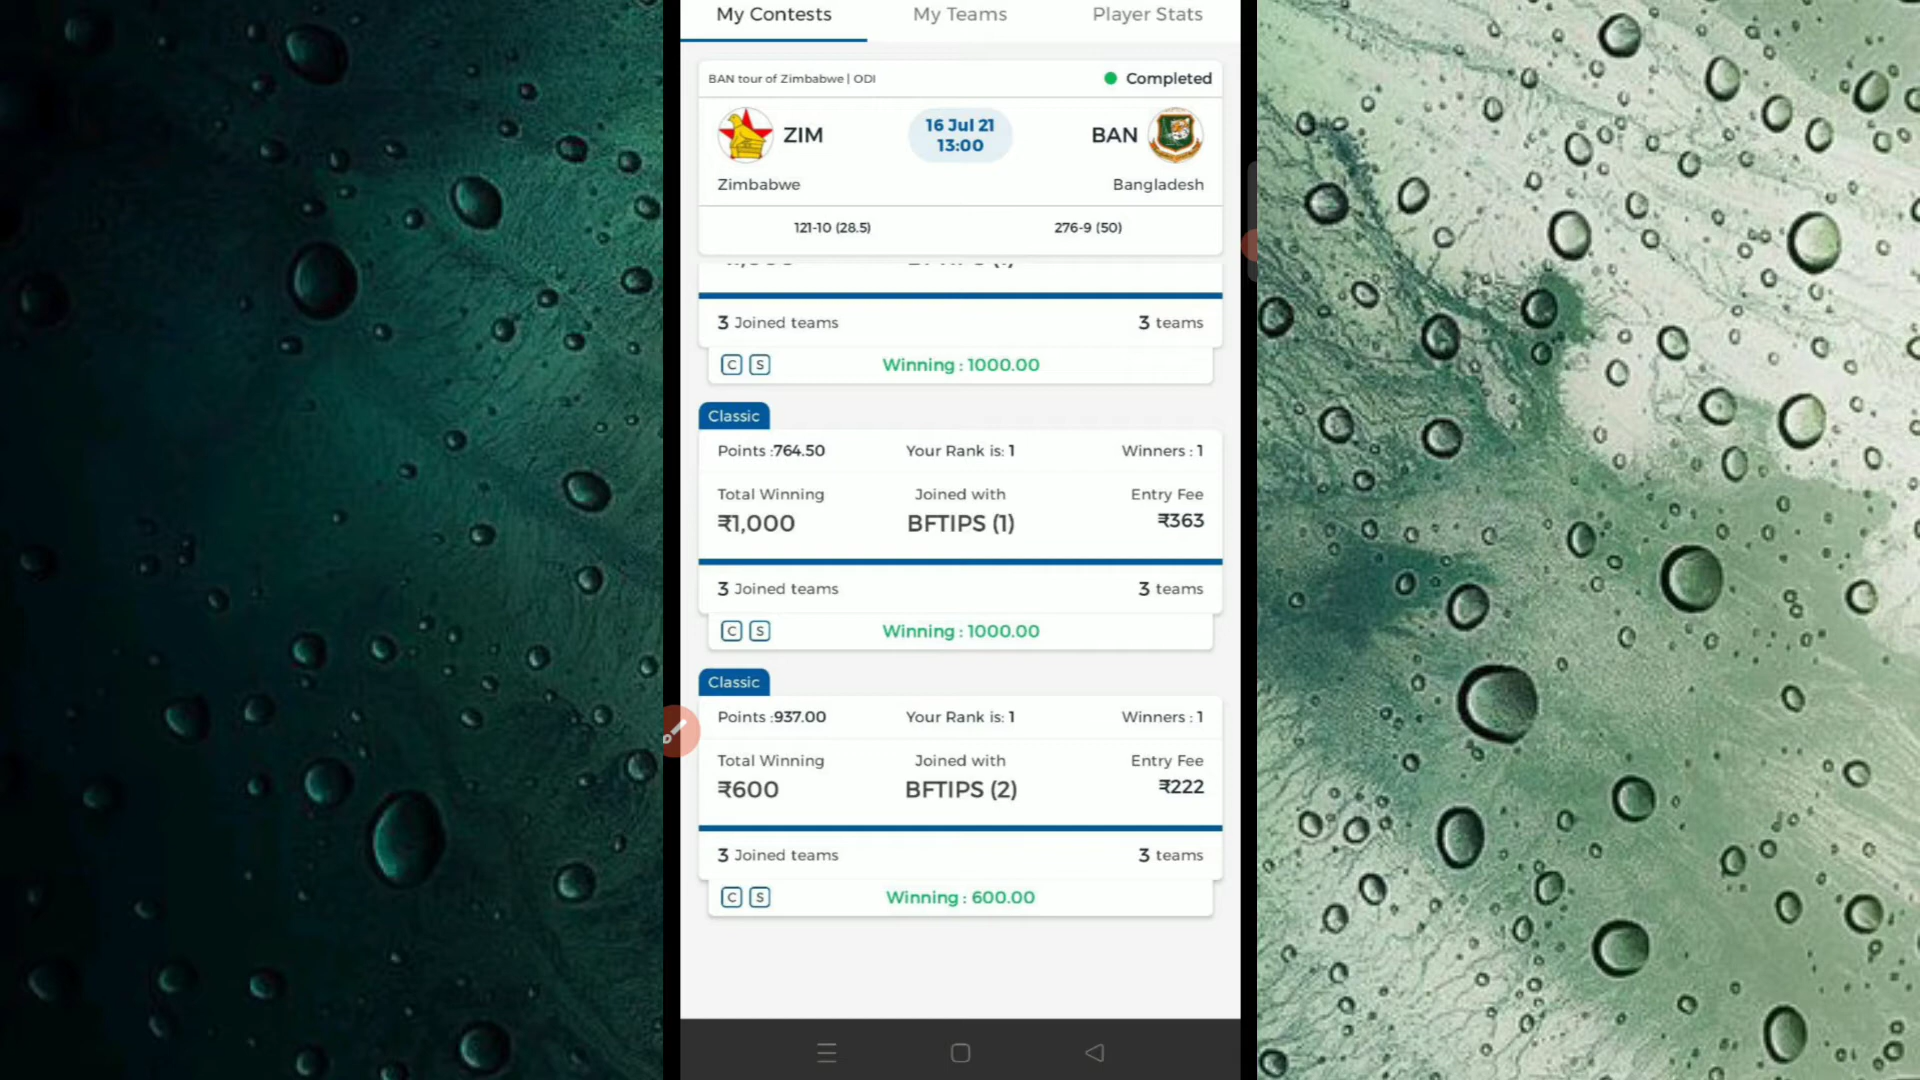 My Contests My Teams Player Stats
BAN tour of Zimbabwe | ODI Completed
ZIM 16 Jul 21 13:00 BAN
Zimbabwe Bangladesh
121-10 (28.5) 276-9 (50)
3 Joined teams 3 teams
C S Winning : 1000.00
Classic
Points :764.50 Your Rank is: 1 Winners : 1
Total Winning Joined with Entry Fee
₹1,000 BFTIPS (1) ₹363
3 Joined teams 3 teams
C S Winning : 1000.00
Classic
Points :937.00 Your Rank is: 1 Winners : 1
Total Winning Joined with Entry Fee
₹600 BFTIPS (2) ₹222
3 Joined teams 3 teams
C S Winning : 600.00